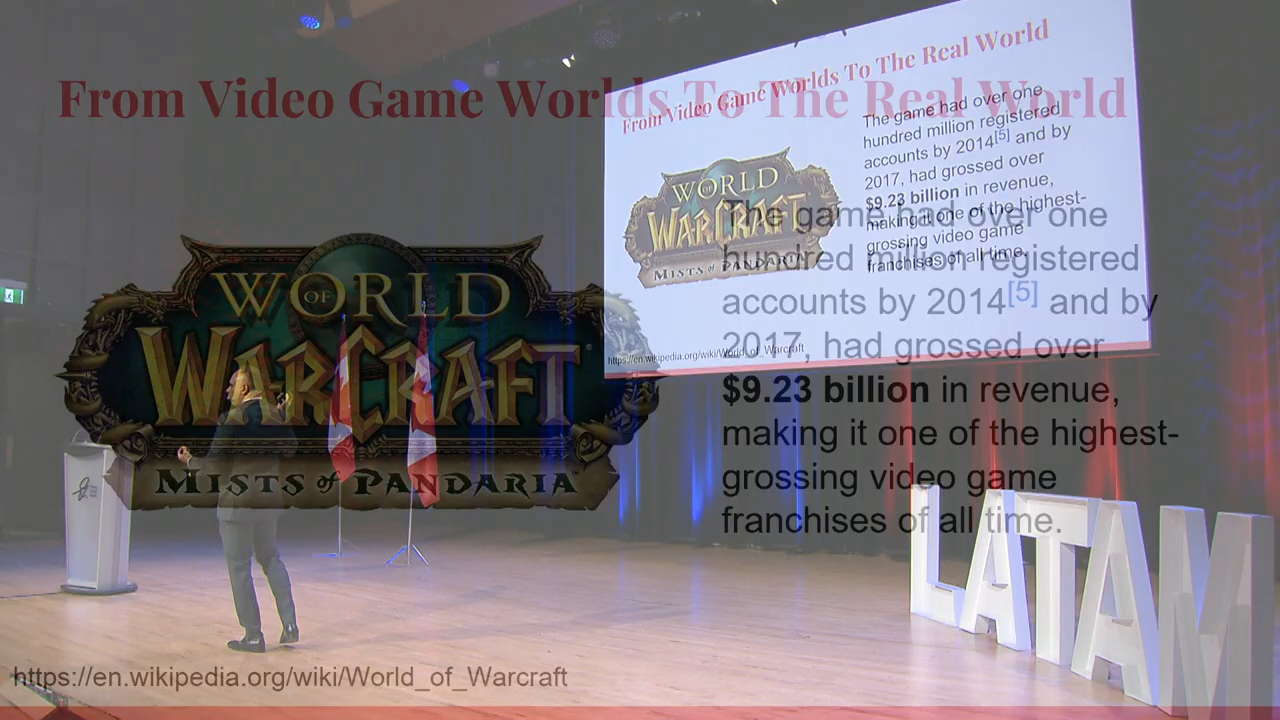 From Video Game Worlds To The Real World
WORLD
OF
WARCRAFT
MISTS of PANDARIA
The game had over one
hundred million registered
accounts by 2014[5] and by
2017, had grossed over
$9.23 billion in revenue,
making it one of the highest-
grossing video game
franchises of all time.
https://en.wikipedia.org/wiki/World_of_Warcraft
From Video Game Worlds To The Real World
WORLD
OF
WARCRAFT
MISTS of PANDARIA
The game had over one
hundred million registered
accounts by 2014[5] and by
2017, had grossed over
$9.23 billion in revenue,
making it one of the highest-
grossing video game
franchises of all time.
https://en.wikipedia.org/wiki/World_of_Warcraft
LATAM